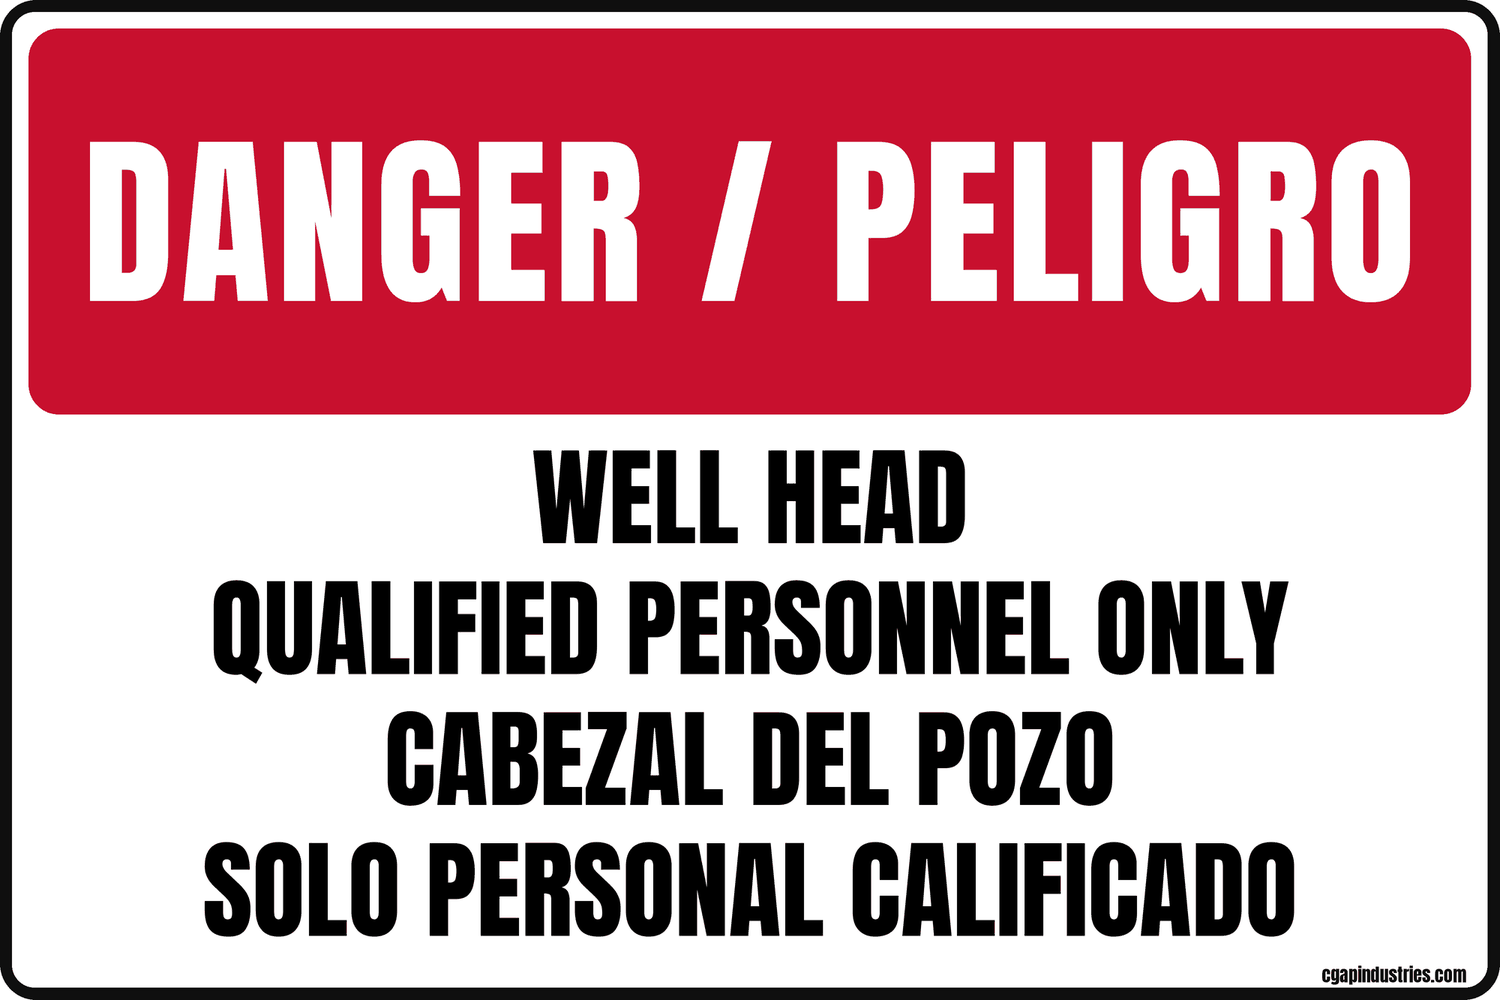 DANGER / PELIGRO
WELL HEAD
QUALIFIED PERSONNEL ONLY
CABEZAL DEL POZO
SOLO PERSONAL CALIFICADO
cgapindustries.com